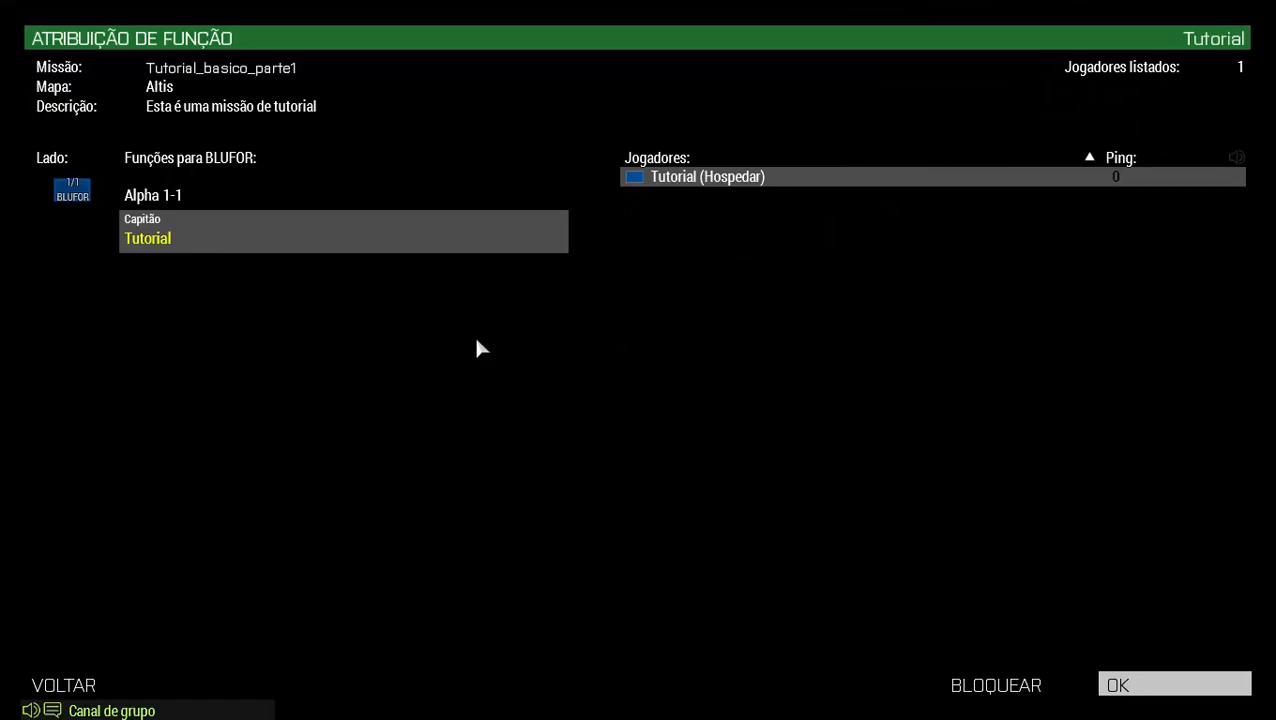 ATRIBUIÇÃO DE FUNÇÃO Tutorial
Missão: Tutorial_basico_parte1 Jogadores listados: 1
Mapa: Altis
Descrição: Esta é uma missão de tutorial
Lado: Funções para BLUFOR: Jogadores: Ping:
1/1
BLUFOR
Tutorial (Hospedar) 0
Alpha 1-1
Capitão
Tutorial
VOLTAR BLOQUEAR OK
Canal de grupo